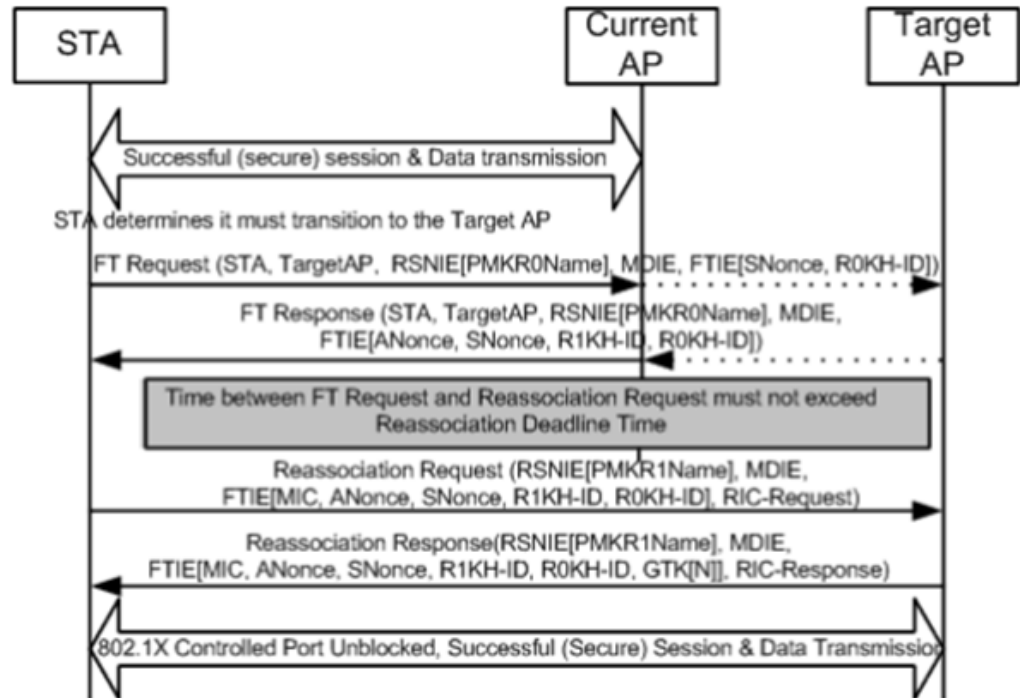 STA
Current
AP
Target
AP
Successful (secure) session & Data transmission
STA determines it must transition to the Target AP
FT Request (STA, TargetAP, RSNIE[PMKR0Name], MDIE, FTIE[SNonce, R0KH-ID])
FT Response (STA, TargetAP, RSNIE[PMKR0Name], MDIE,
FTIE[ANonce, SNonce, R1KH-ID, R0KH-ID])
Time between FT Request and Reassociation Request must not exceed
Reassociation Deadline Time
Reassociation Request (RSNIE[PMKR1Name], MDIE,
FTIE[MIC, ANonce, SNonce, R1KH-ID, R0KH-ID], RIC-Request)
Reassociation Response(RSNIE[PMKR1Name], MDIE,
FTIE[MIC, ANonce, SNonce, R1KH-ID, R0KH-ID, GTK[N]], RIC-Response)
802.1X Controlled Port Unblocked, Successful (Secure) Session & Data Transmission